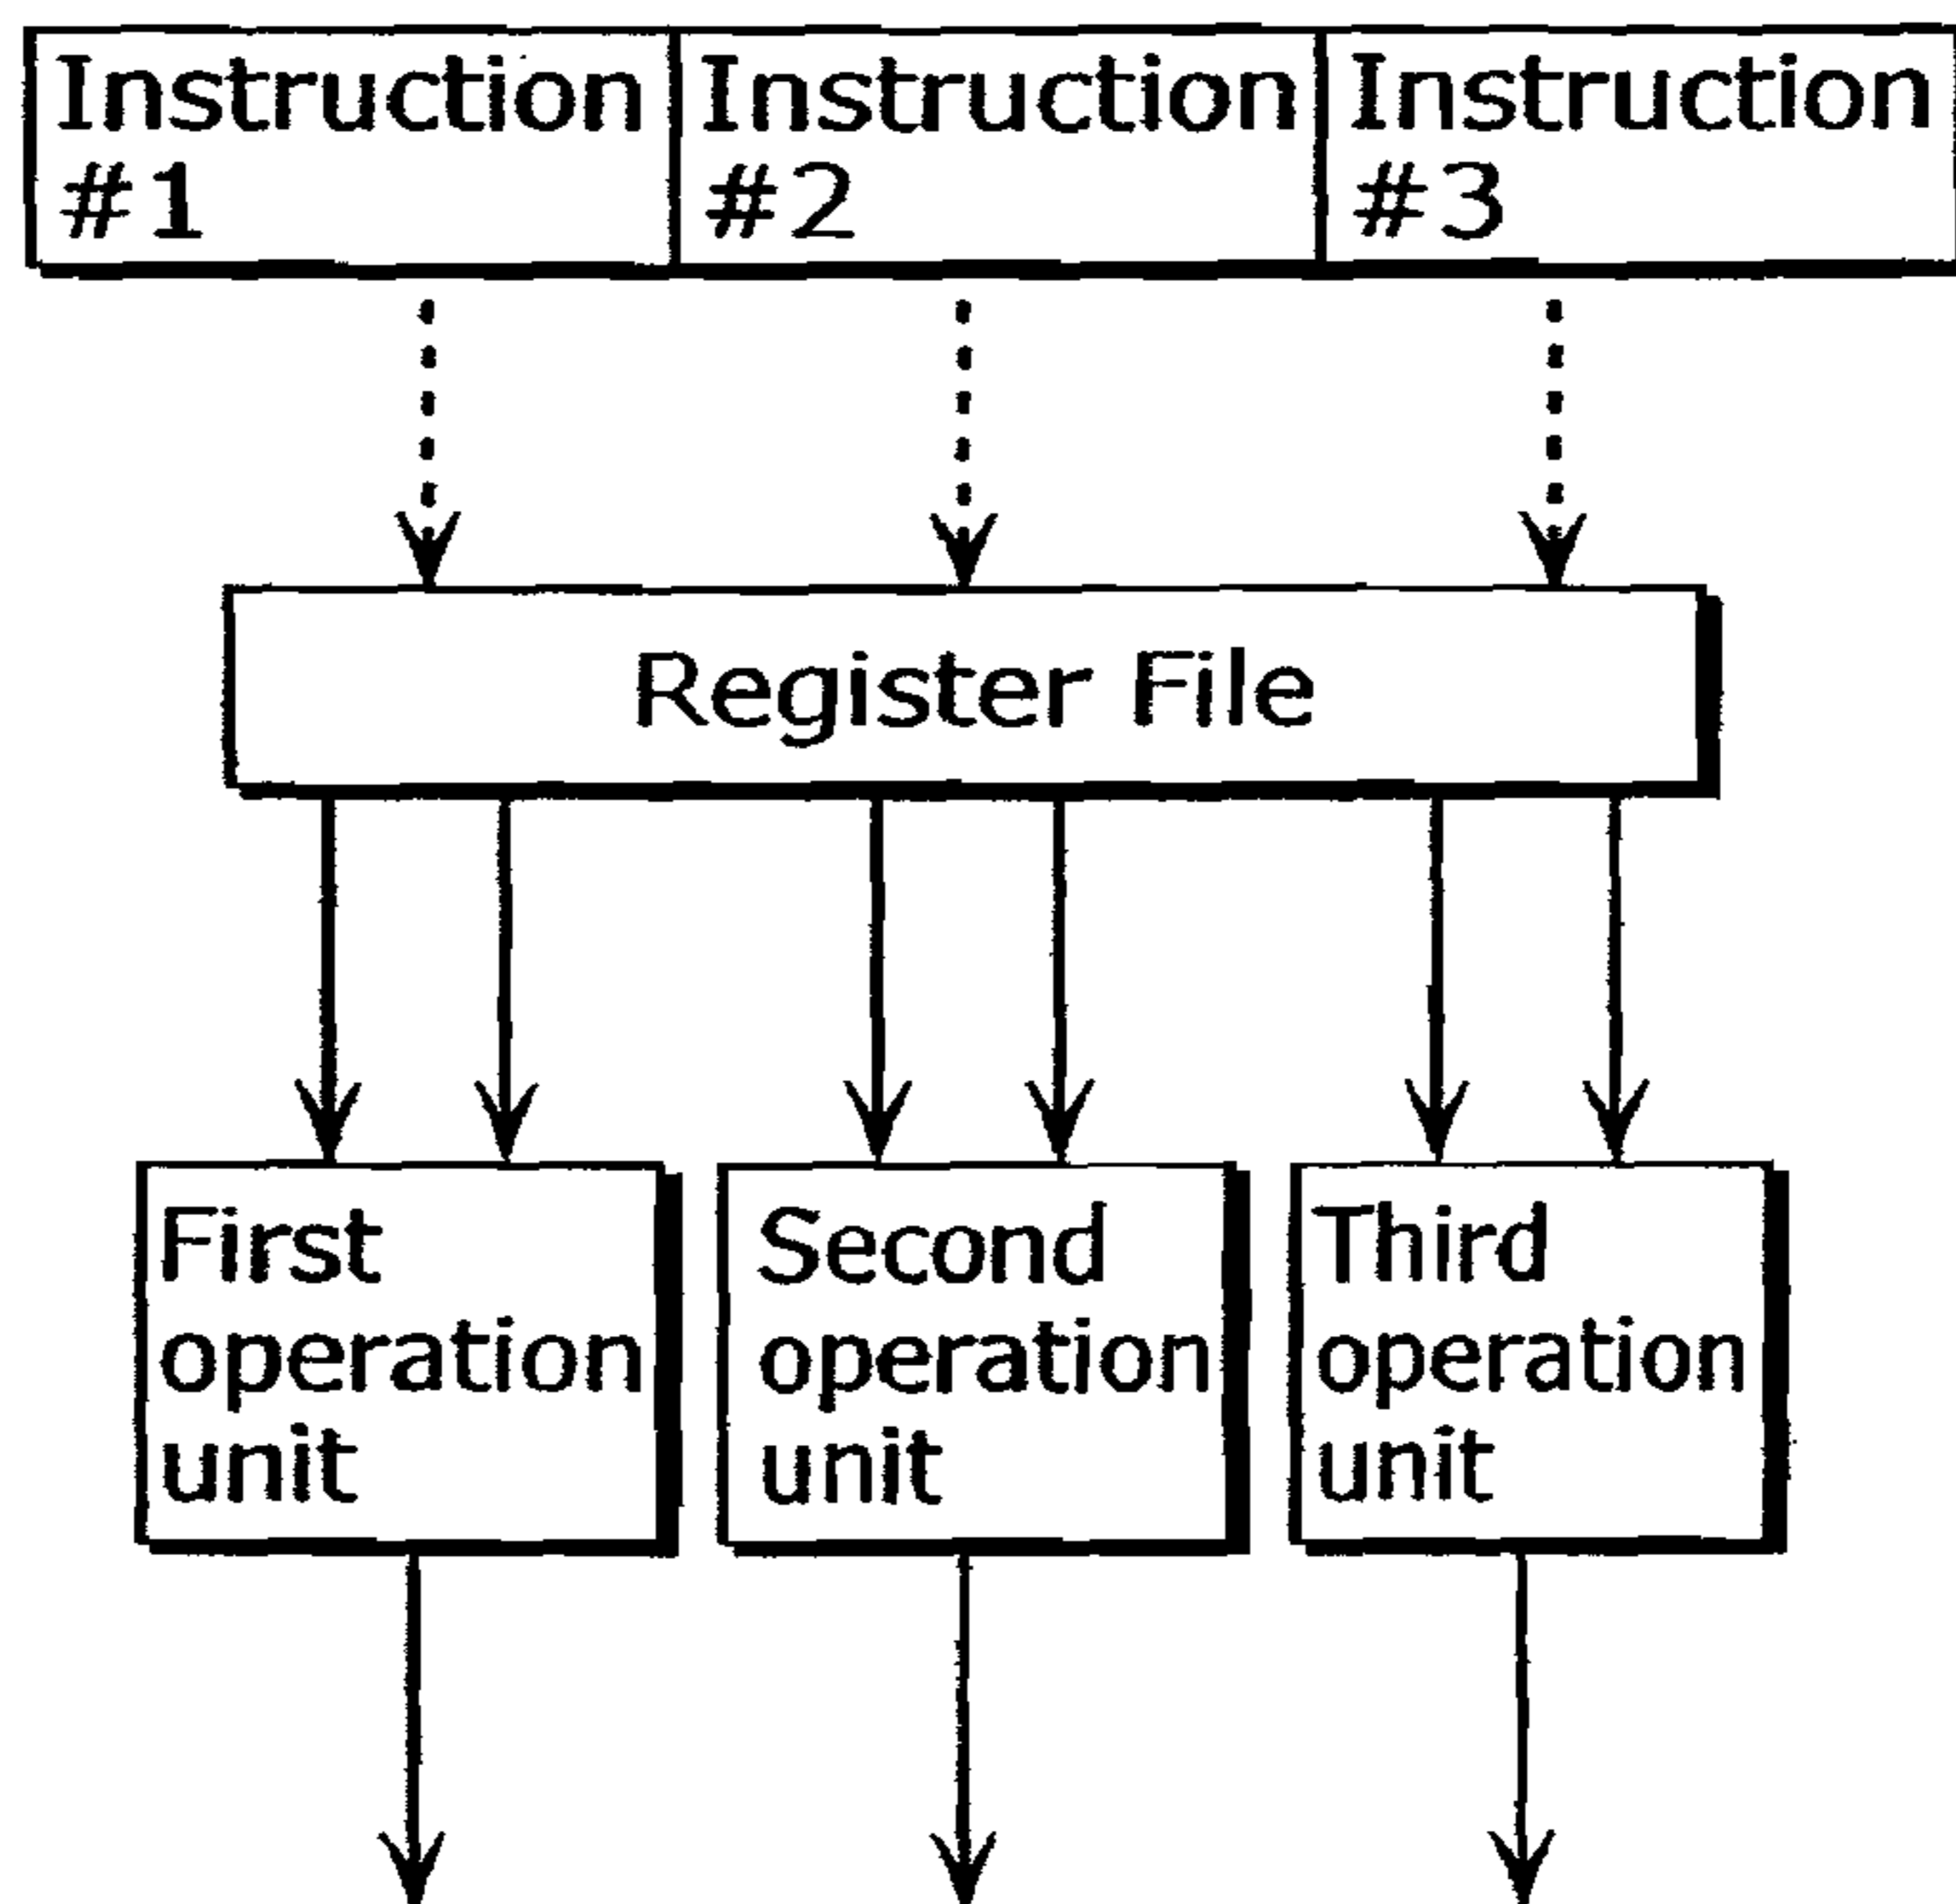 Instruction
#1
Instruction
#2
Instruction
#3
Register File
First
operation
unit
Second
operation
unit
Third
operation
unit